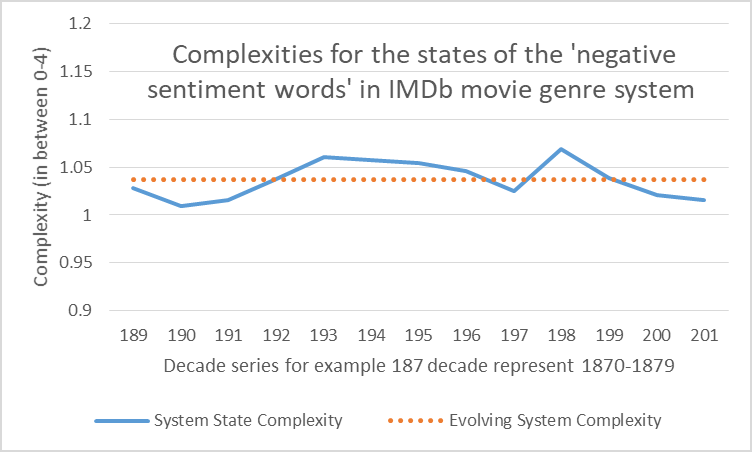 Complexities for the states of the 'negative
sentiment words' in IMDb movie genre system
1.2
1.15
1.1
1.05
1
0.95
0.9
Complexity (in between 0-4)
189 190 191 192 193 194 195 196 197 198 199 200 201
Decade series for example 187 decade represent 1870-1879
System State Complexity Evolving System Complexity